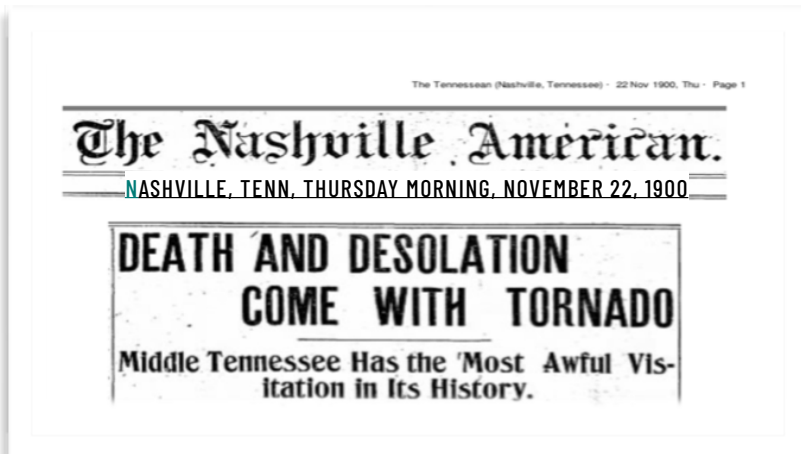 The Tennessean (Nashville, Tennessee) · 22 Nov 1900, Thu · Page 1
The Nashville American.
NASHVILLE, TENN, THURSDAY MORNING, NOVEMBER 22, 1900
DEATH AND DESOLATION
COME WITH TORNADO
Middle Tennessee Has the 'Most Awful Vis-
itation in Its History.